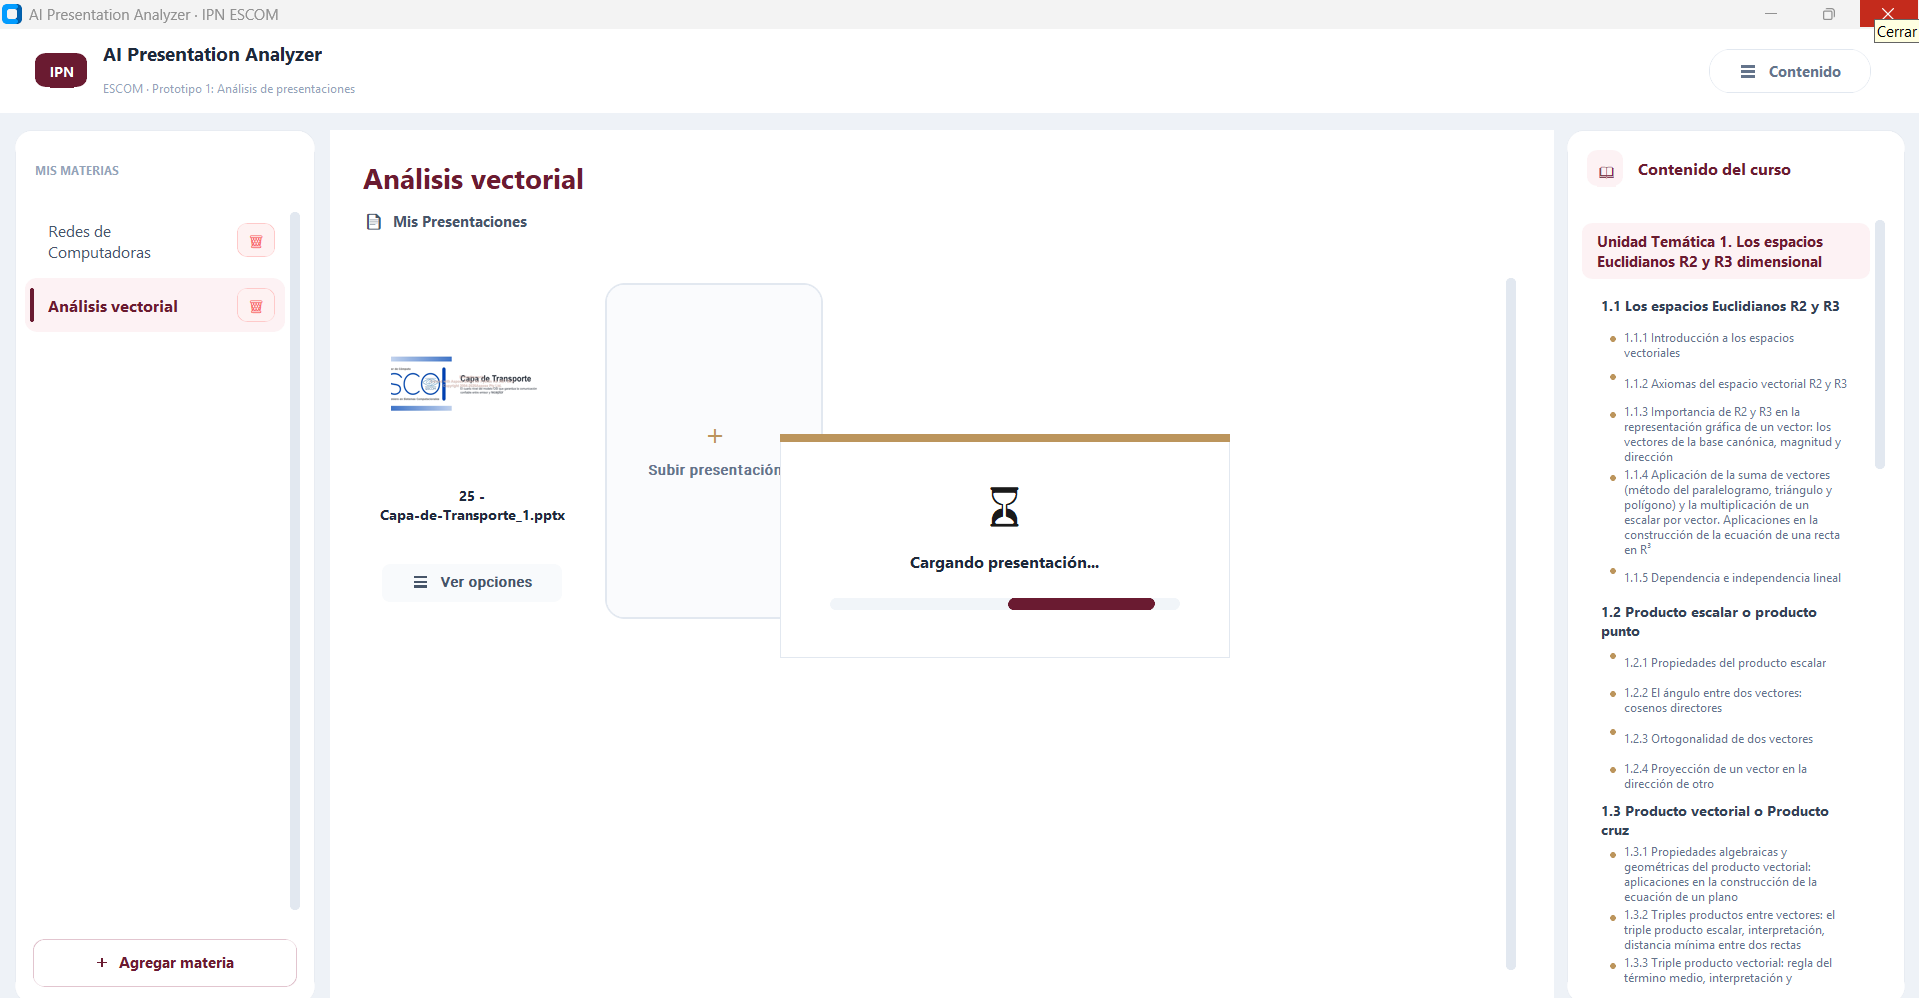 AI Presentation Analyzer · IPN ESCOM
Cerrar
IPN
AI Presentation Analyzer
ESCOM · Prototipo 1: Análisis de presentaciones
Contenido
MIS MATERIAS
Redes de
Computadoras
Análisis vectorial
+ Agregar materia
Análisis vectorial
Mis Presentaciones
Capa de Transporte
25 -
Capa-de-Transporte_1.pptx
Ver opciones
+
Subir presentación
Cargando presentación...
Contenido del curso
Unidad Temática 1. Los espacios
Euclidianos R2 y R3 dimensional
1.1 Los espacios Euclidianos R2 y R3
1.1.1 Introducción a los espacios
vectoriales
1.1.2 Axiomas del espacio vectorial R2 y R3
1.1.3 Importancia de R2 y R3 en la
representación gráfica de un vector: los
vectores de la base canónica, magnitud y
dirección
1.1.4 Aplicación de la suma de vectores
(método del paralelogramo, triángulo y
polígono) y la multiplicación de un
escalar por vector. Aplicaciones en la
construcción de la ecuación de una recta
en R³
1.1.5 Dependencia e independencia lineal
1.2 Producto escalar o producto
punto
1.2.1 Propiedades del producto escalar
1.2.2 El ángulo entre dos vectores:
cosenos directores
1.2.3 Ortogonalidad de dos vectores
1.2.4 Proyección de un vector en la
dirección de otro
1.3 Producto vectorial o Producto
cruz
1.3.1 Propiedades algebraicas y
geométricas del producto vectorial:
aplicaciones en la construcción de la
ecuación de un plano
1.3.2 Triples productos entre vectores: el
triple producto escalar, interpretación,
distancia mínima entre dos rectas
1.3.3 Triple producto vectorial: regla del
término medio, interpretación y